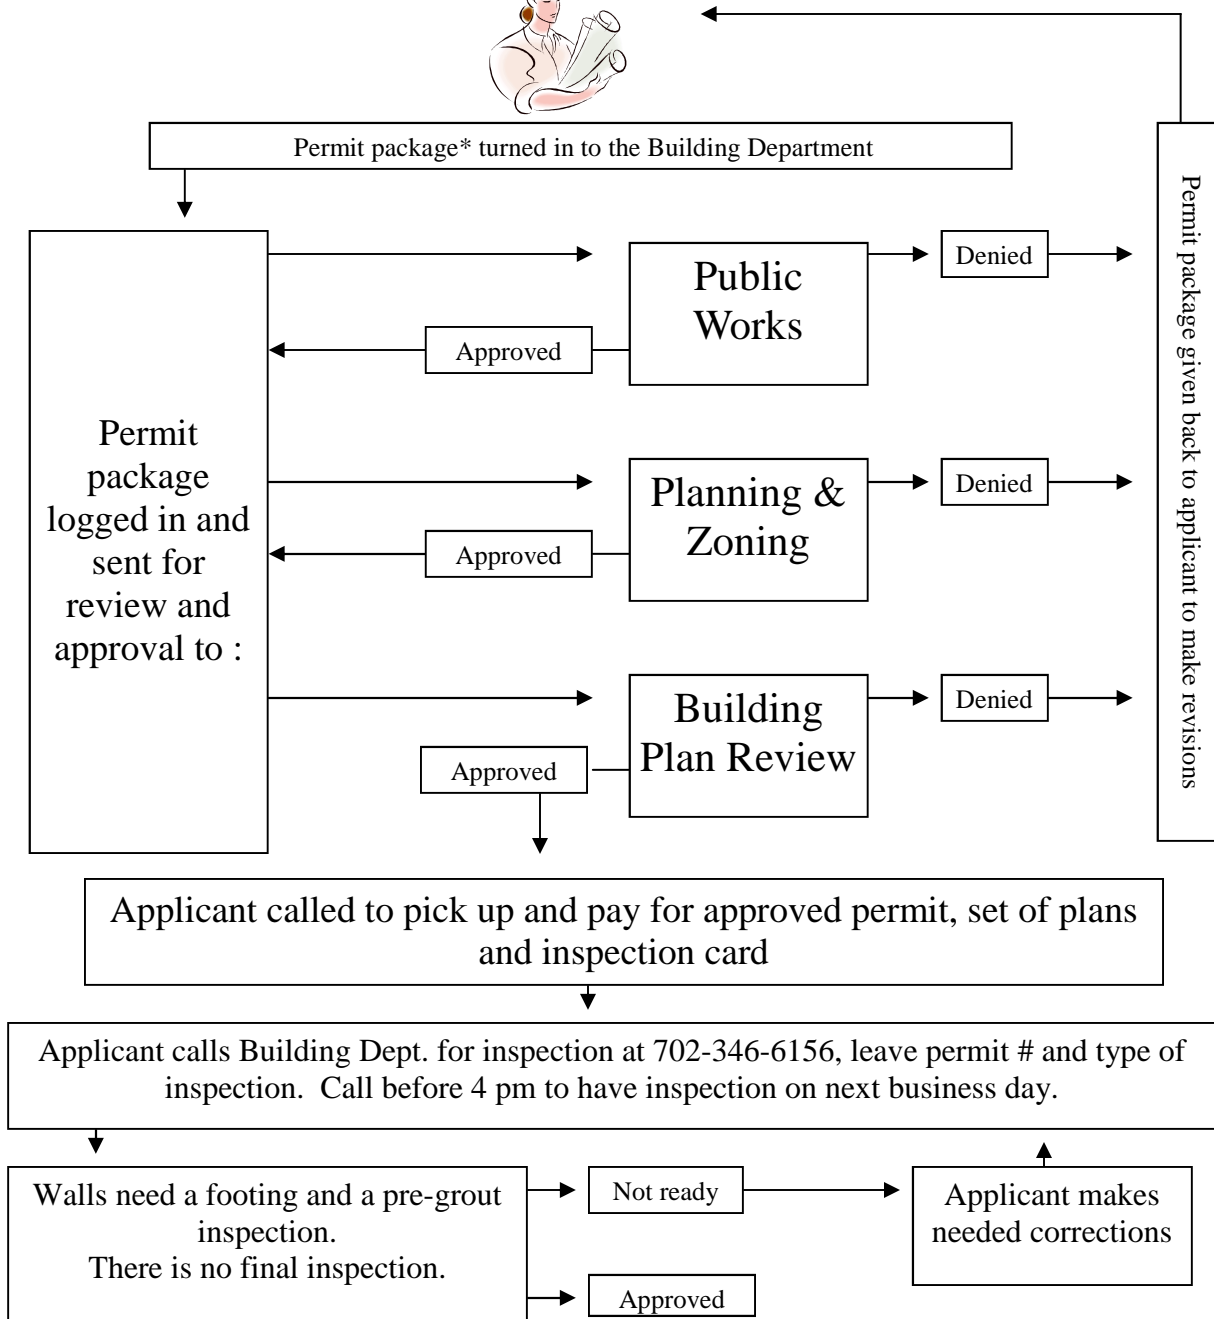 Permit package* turned in to the Building Department
Permit
package
logged in and
sent for
review and
approval to :
Public
Works
Denied
Approved
Planning &
Zoning
Denied
Approved
Building
Plan Review
Denied
Approved
Permit package given back to applicant to make revisions
Applicant called to pick up and pay for approved permit, set of plans
and inspection card
Applicant calls Building Dept. for inspection at 702-346-6156, leave permit # and type of
inspection.  Call before 4 pm to have inspection on next business day.
Walls need a footing and a pre-grout
inspection.
There is no final inspection.
Not ready
Applicant makes
needed corrections
Approved